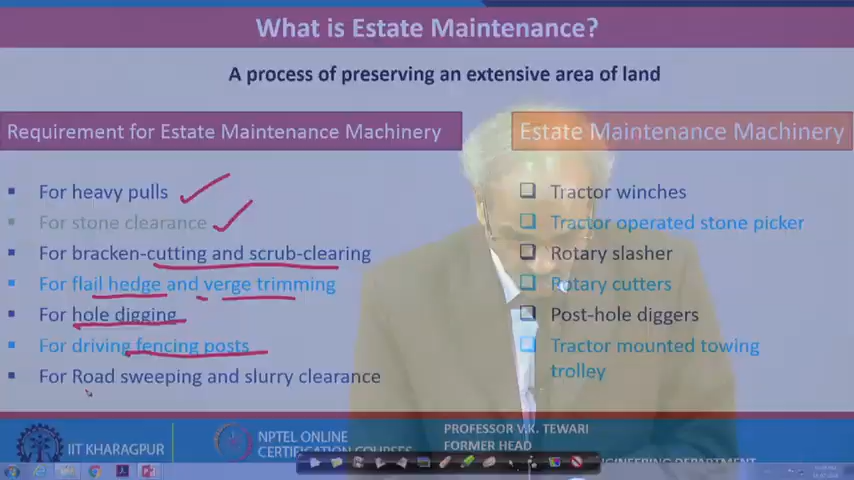 What is Estate Maintenance?
A process of preserving an extensive area of land
Requirement for Estate Maintenance Machinery
For heavy pulls
For stone clearance
For bracken-cutting and scrub-clearing
For flail hedge and verge trimming
For hole digging
For driving fencing posts
For Road sweeping and slurry clearance
Estate Maintenance Machinery
Tractor winches
Tractor operated stone picker
Rotary slasher
Rotary cutters
Post-hole diggers
Tractor mounted towing
trolley
IIT KHARAGPUR
NPTEL ONLINE
CERTIFICATION COURSES
PROFESSOR V.K. TEWARI
FORMER HEAD
ENGINEERING DEPARTMENT